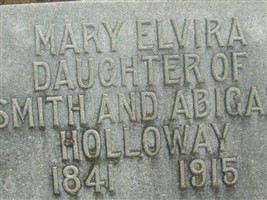 MARY ELVIRA
DAUGHTER OF
SMITH AND ABIGA
HOLLOWAY
1841 1915